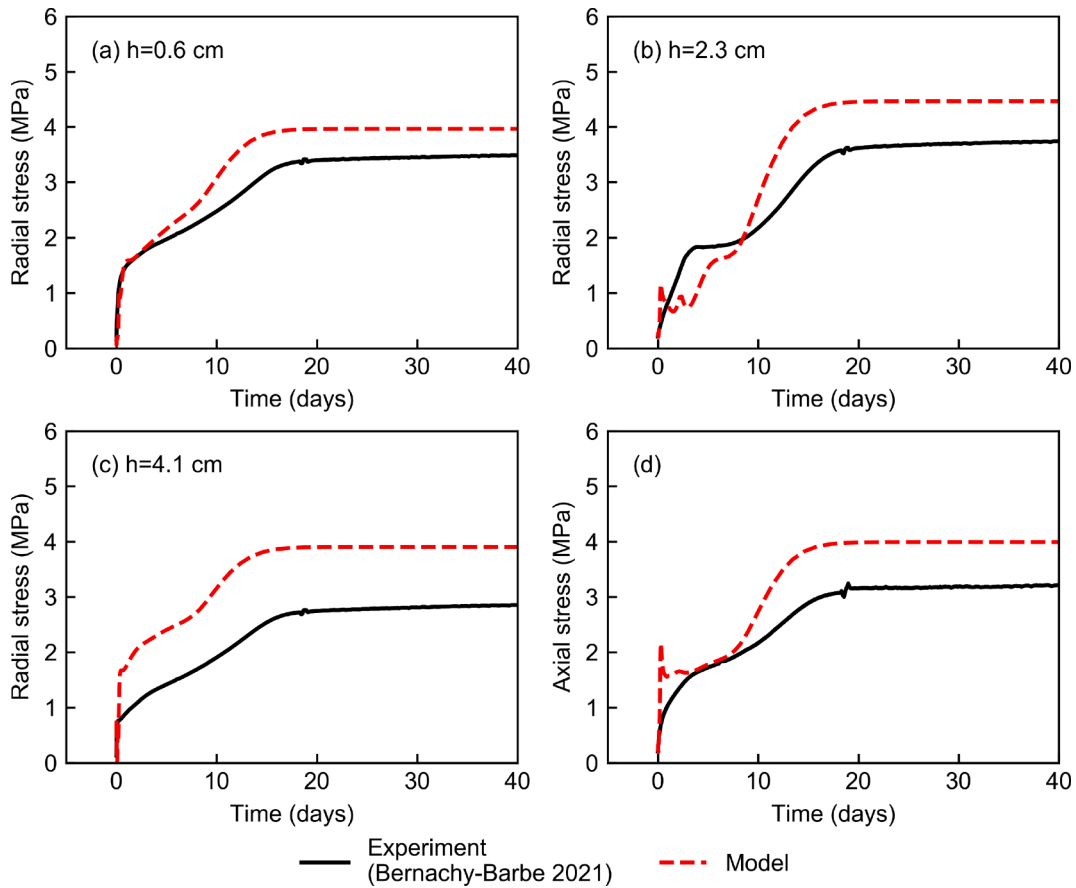 (a) h=0.6 cm
Radial stress (MPa)
6
5
4
3
2
1
0
0 10 20 30 40
Time (days)
(b) h=2.3 cm
Radial stress (MPa)
6
5
4
3
2
1
0
0 10 20 30 40
Time (days)
(c) h=4.1 cm
Radial stress (MPa)
6
5
4
3
2
1
0
0 10 20 30 40
Time (days)
(d)
Axial stress (MPa)
6
5
4
3
2
1
0
0 10 20 30 40
Time (days)
Experiment
(Bernachy-Barbe 2021)
Model